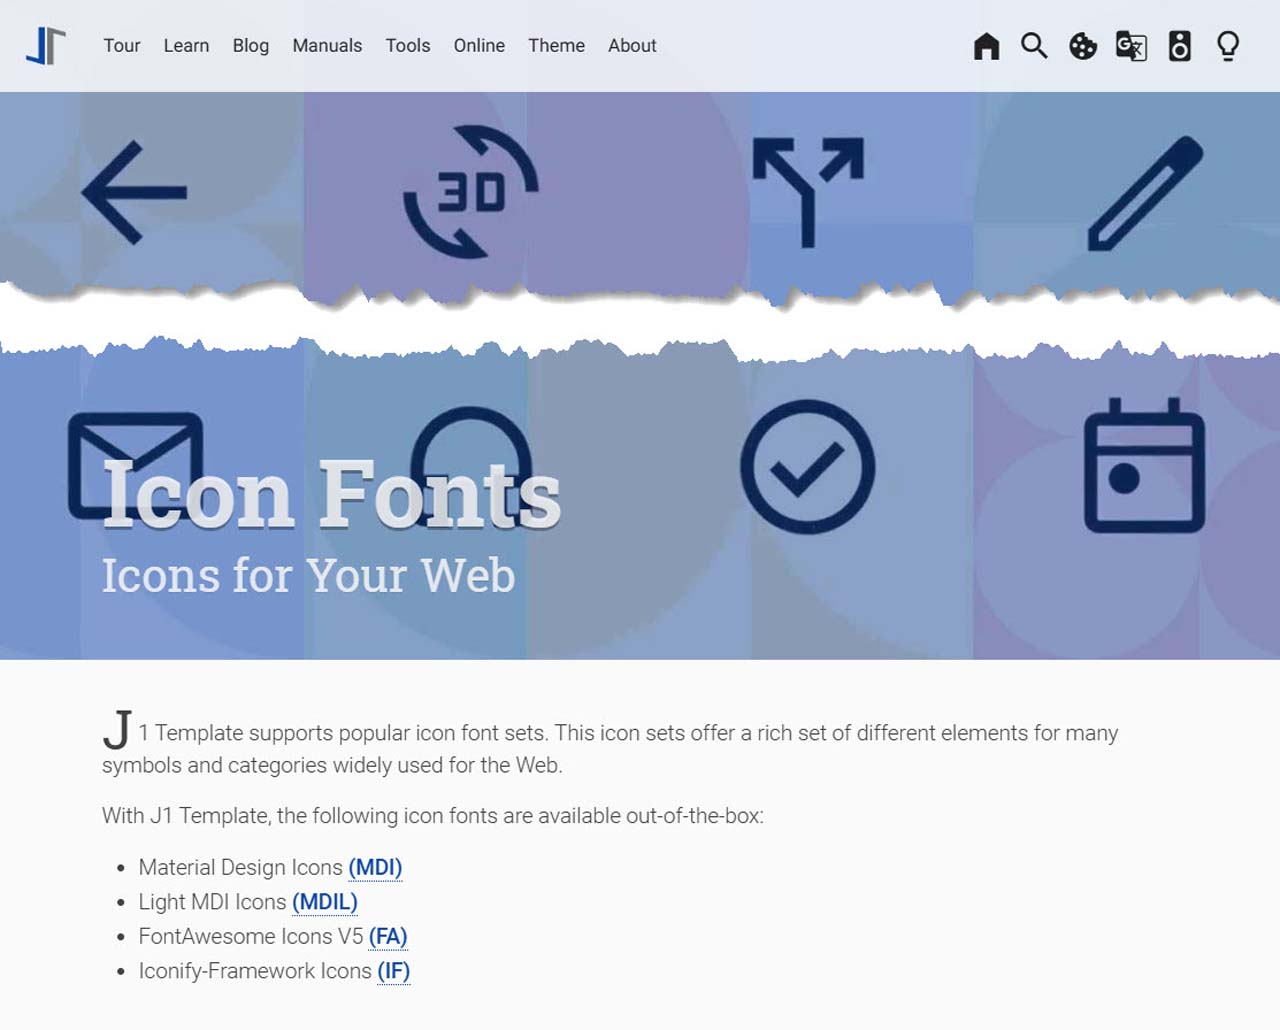 Tour Learn Blog Manuals Tools Online Theme About
3D
Icon Fonts
Icons for Your Web
J1 Template supports popular icon font sets. This icon sets offer a rich set of different elements for many
symbols and categories widely used for the Web.
With J1 Template, the following icon fonts are available out-of-the-box:
• Material Design Icons (MDI)
• Light MDI Icons (MDIL)
• FontAwesome Icons V5 (FA)
• Iconify-Framework Icons (IF)